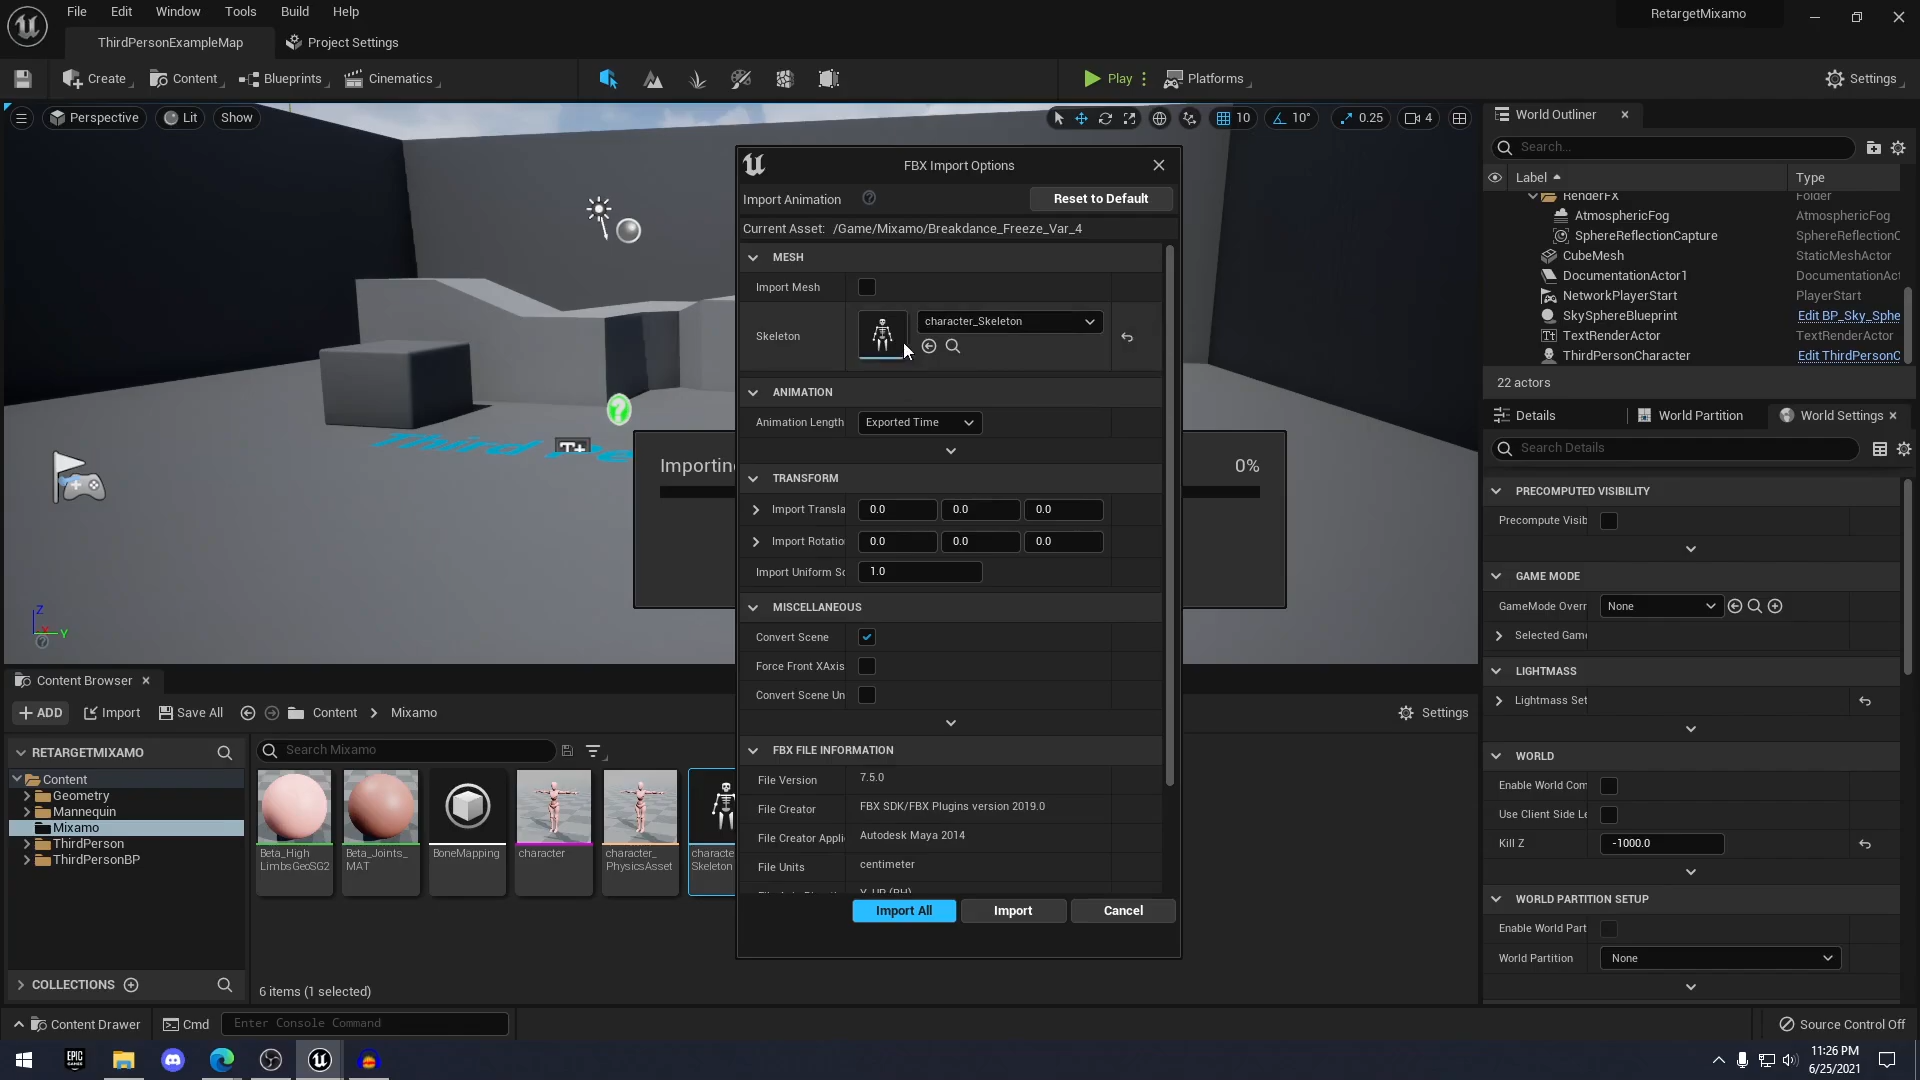 File Edit Window Tools Build Help
RetargetMixamo
ThirdPersonExampleMap
Project Settings
Create
Content
Blueprints
Cinematics
Play
Platforms
Settings
Perspective
Lit
Show
10
10°
0.25
4
World Outliner
Search...
Label
Type
RenderFX
Folder
AtmosphericFog
AtmosphericFog
SphereReflectionCapture
SphereReflectionC
CubeMesh
StaticMeshActor
DocumentationActor1
DocumentationAct
NetworkPlayerStart
PlayerStart
SkySphereBlueprint
Edit BP_Sky_Sphe
TextRenderActor
TextRenderActor
ThirdPersonCharacter
Edit ThirdPersonC
22 actors
Details
World Partition
World Settings
Search Details
PRECOMPUTED VISIBILITY
Precompute Visib
GAME MODE
GameMode Overr
None
Selected Game
LIGHTMASS
Lightmass Set
WORLD
Enable World Com
Use Client Side Le
Kill Z
-1000.0
WORLD PARTITION SETUP
Enable World Part
World Partition
None
FBX Import Options
Import Animation
Reset to Default
Current Asset: /Game/Mixamo/Breakdance_Freeze_Var_4
MESH
Import Mesh
Skeleton
character_Skeleton
ANIMATION
Animation Length
Exported Time
TRANSFORM
Import Transla
0.0 0.0 0.0
Import Rotatio
0.0 0.0 0.0
Import Uniform Sc
1.0
MISCELLANEOUS
Convert Scene
Force Front XAxis
Convert Scene Un
FBX FILE INFORMATION
File Version
7.5.0
File Creator
FBX SDK/FBX Plugins version 2019.0
File Creator Appli
Autodesk Maya 2014
File Units
centimeter
Import All
Import
Cancel
Importin
0%
Third Pe
T+
Z
X
Y
Content Browser
ADD
Import
Save All
Content
Mixamo
Settings
RETARGETMIXAMO
Search Mixamo
Content
Geometry
Mannequin
Mixamo
ThirdPerson
ThirdPersonBP
Beta_High
LimbsGeoSG2
Beta_Joints_
MAT
BoneMapping
character
character_
PhysicsAsset
characte
Skeleton
COLLECTIONS
6 items (1 selected)
Content Drawer
Cmd
Enter Console Command
Source Control Off
EPIC
GAMES
11:26 PM
6/25/2021